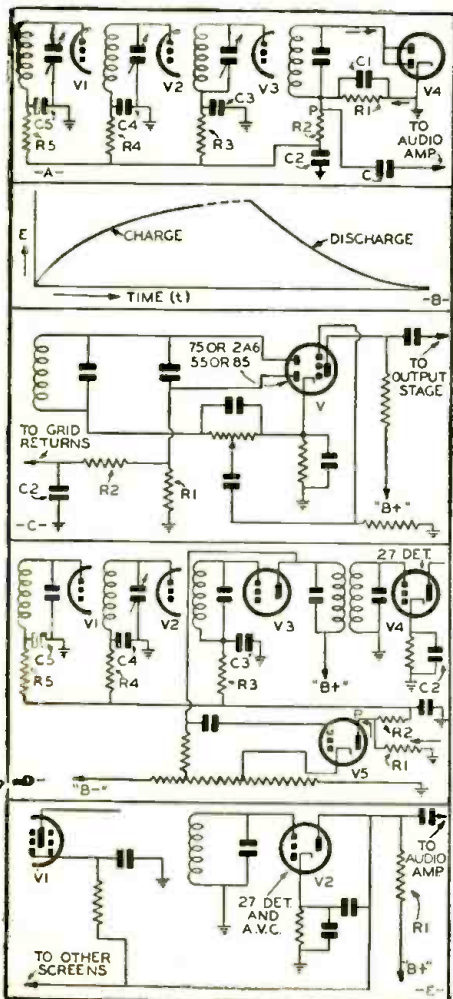 V1
V2
V3
C1
V4
C5
C4
C3
P
R1
R5
R4
R3
R2
C2
TO
AUDIO
AMP.
-A-
E
CHARGE
DISCHARGE
TIME (t)
-B-
75 OR 2A6
55 OR 85
V
TO
OUTPUT
STAGE
TO GRID
RETURNS
C2
R2
R1
"B+"
-C-
27 DET.
V1
V2
V3
V4
C5
C4
C3
C2
R5
R4
R3
"B+"
P
R2
R1
V5
"B-"
V1
V2
TO
AUDIO
AMP.
27 DET.
AND
A.V.C.
R1
TO OTHER
SCREENS
"B+"
-E-